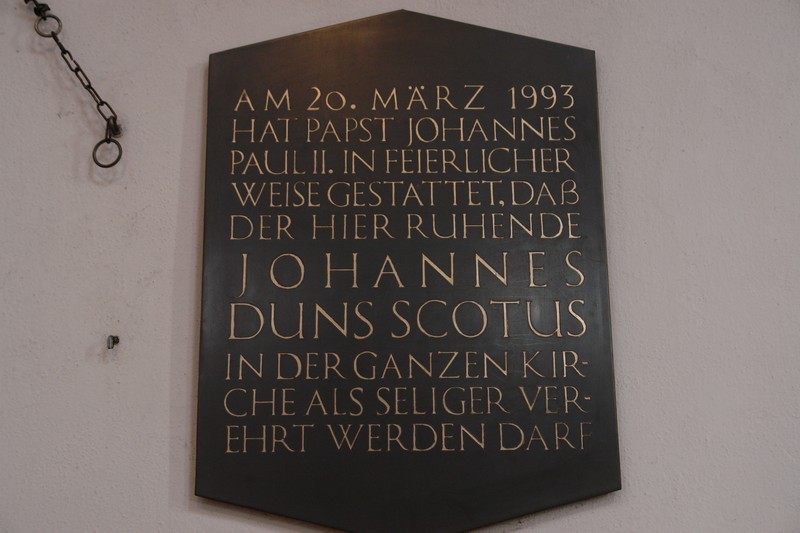 AM 20. MÄRZ 1993
HAT PAPST JOHANNES
PAUL II. IN FEIERLICHER
WEISE GESTATTET, DAß
DER HIER RUHENDE
JOHANNES
DUNS SCOTUS
IN DER GANZEN KIR-
CHE ALS SELIGER VER-
EHRT WERDEN DARF